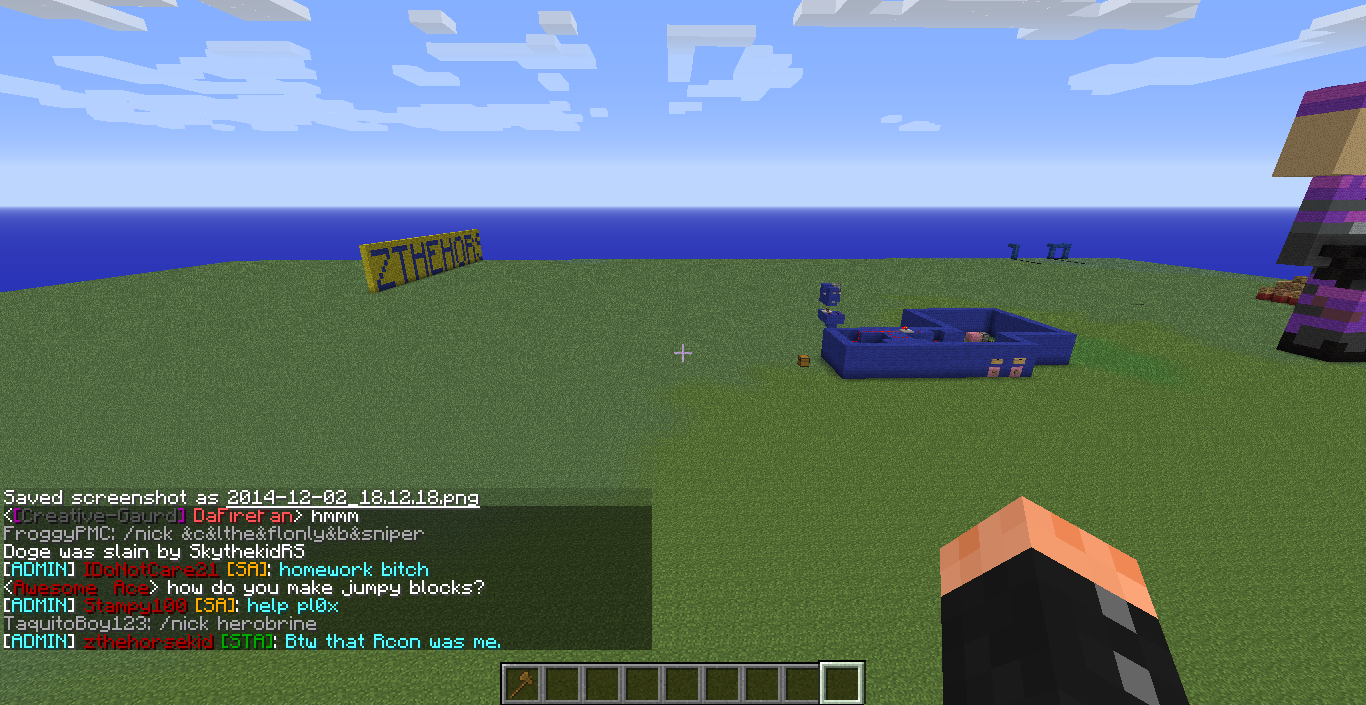 ZTHEHORS
Saved screenshot as 2014-12-02_18.12.18.png
<[Creative-Gaurd] DaFireFan> hmmm
FroggyPMC: /nick &c&lthe&flonly&b&sniper
Doge was slain by SkythekidRS
[ADMIN] IDoNotCare21 [SA]: homework bitch
<Awesome_Ace> how do you make jumpy blocks?
[ADMIN] Stampy100 [SA]: help pl0x
TaquitoBoy123: /nick herobrine
[ADMIN] zthehorsekid [STA]: Btw that Rcon was me.